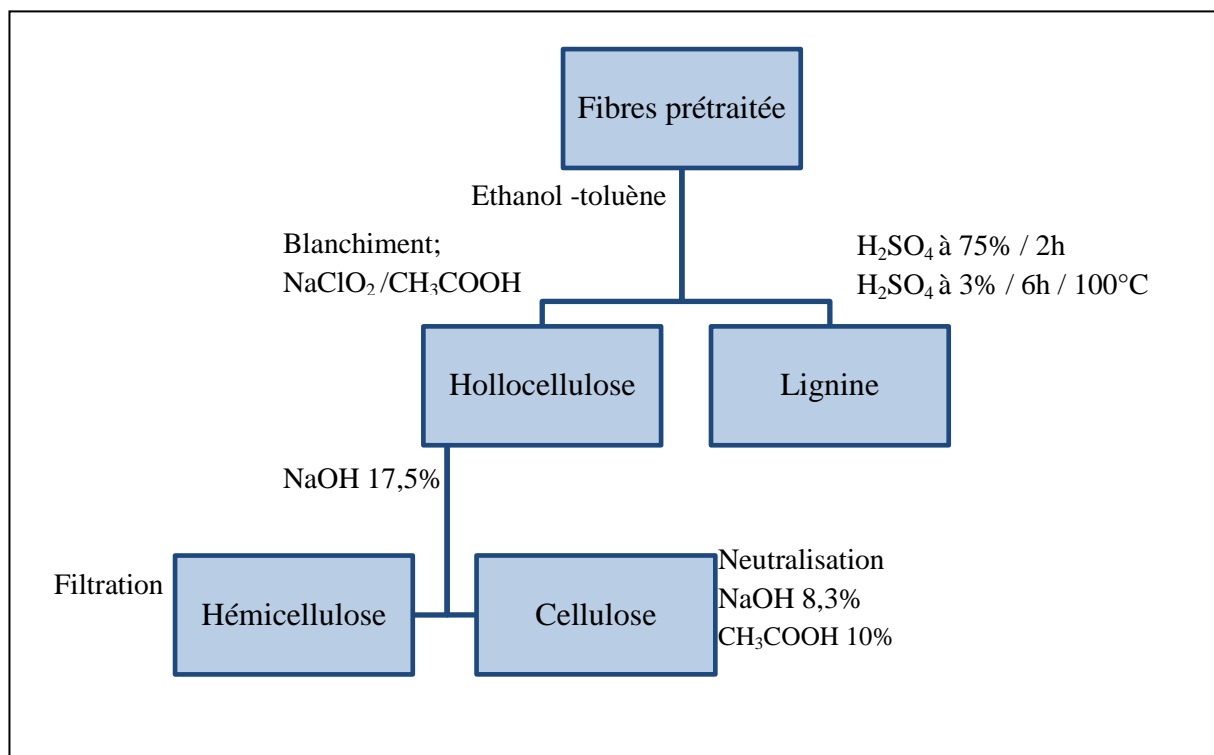 Fibres prétraitée
Ethanol -toluène
Blanchiment;
NaClO₂ /CH₃COOH
H₂SO₄ à 75% / 2h
H₂SO₄ à 3% / 6h / 100°C
Hollocellulose
Lignine
NaOH 17,5%
Filtration
Hémicellulose
Cellulose
Neutralisation
NaOH 8,3%
CH₃COOH 10%